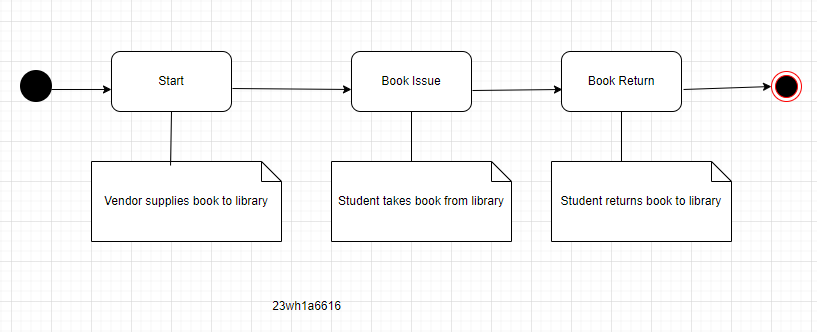 Start
Book Issue
Book Return
Vendor supplies book to library
Student takes book from library
Student returns book to library
23wh1a6616